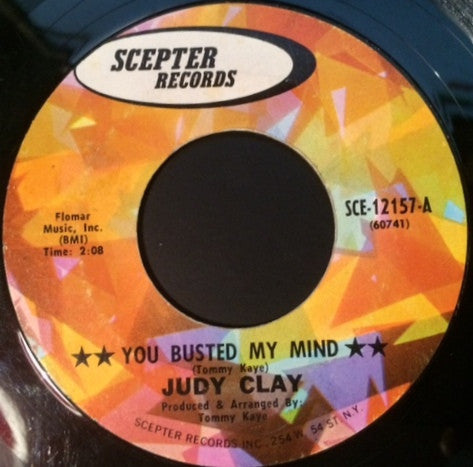 SCEPTER
RECORDS
Flomar
Music, Inc.
(BMI)
Time: 2:08
SCE-12157-A
(60741)
★★ YOU BUSTED MY MIND ★★
(Tommy Kaye)
JUDY CLAY
Produced & Arranged By:
Tommy Kaye
SCEPTER RECORDS INC. 254 W. 54 ST. N.Y.